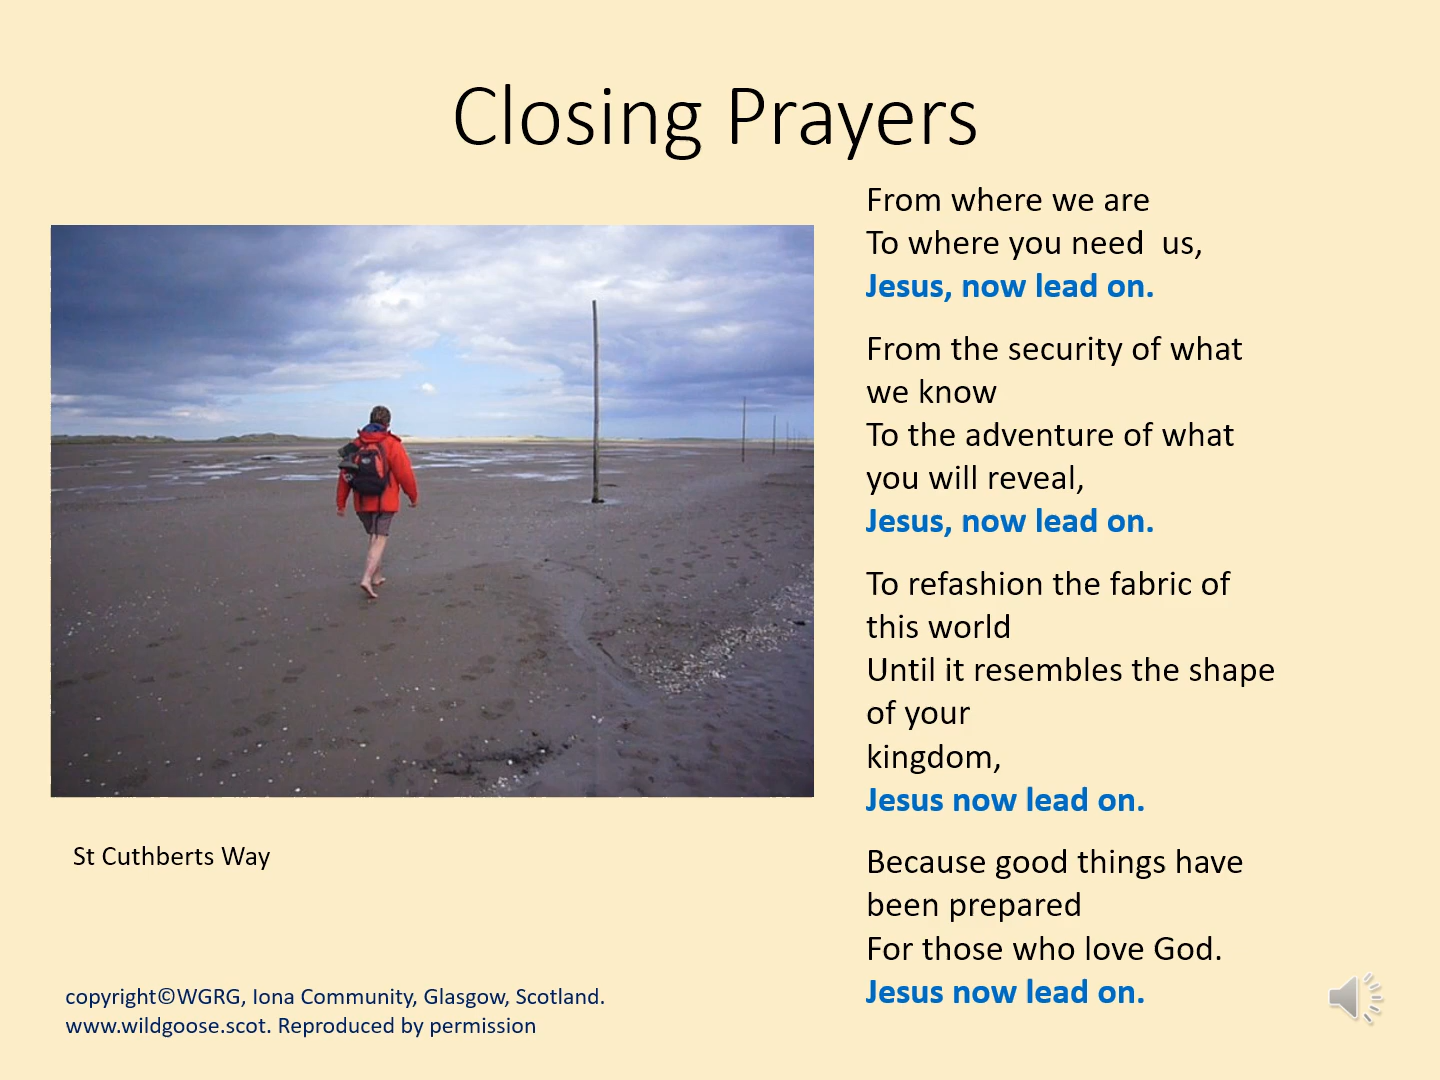 Closing Prayers
From where we are
To where you need  us,
Jesus, now lead on.
From the security of what
we know
To the adventure of what
you will reveal,
Jesus, now lead on.
To refashion the fabric of
this world
Until it resembles the shape
of your
kingdom,
Jesus now lead on.
Because good things have
been prepared
For those who love God.
Jesus now lead on.
St Cuthberts Way
copyright©WGRG, Iona Community, Glasgow, Scotland.
www.wildgoose.scot. Reproduced by permission